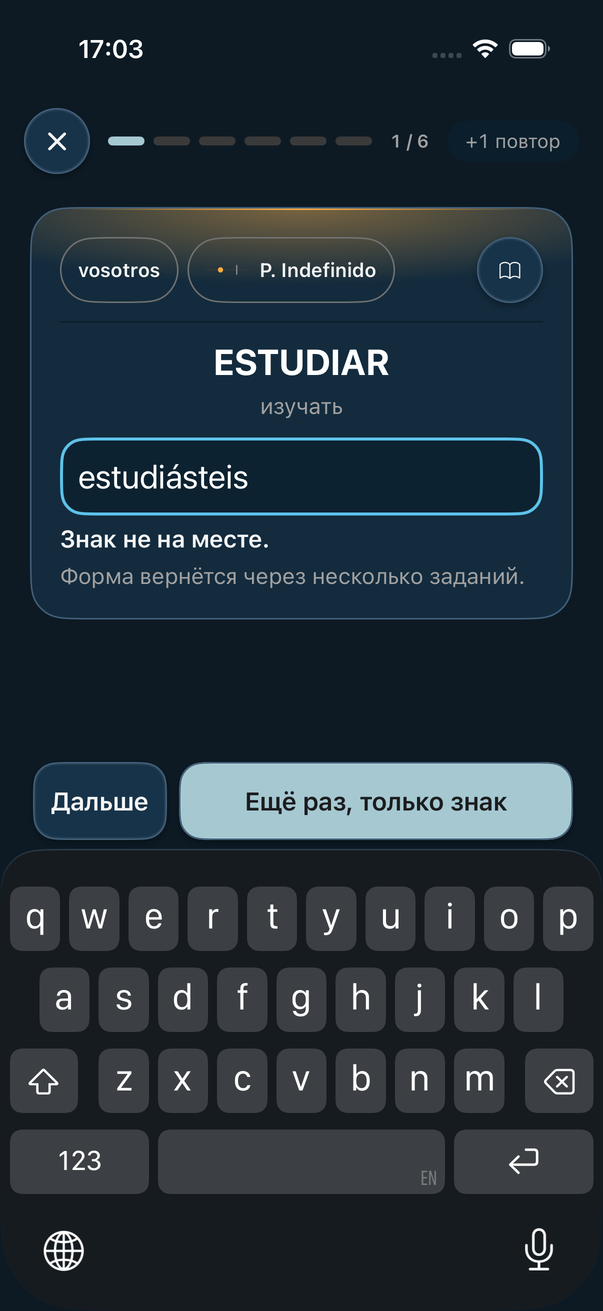 17:03
1 / 6
+1 повтор
vosotros
P. Indefinido
ESTUDIAR
изучать
estudiásteis
Знак не на месте.
Форма вернётся через несколько заданий.
Дальше
Ещё раз, только знак
q w e r t y u i o p
a s d f g h j k l
z x c v b n m
123
EN